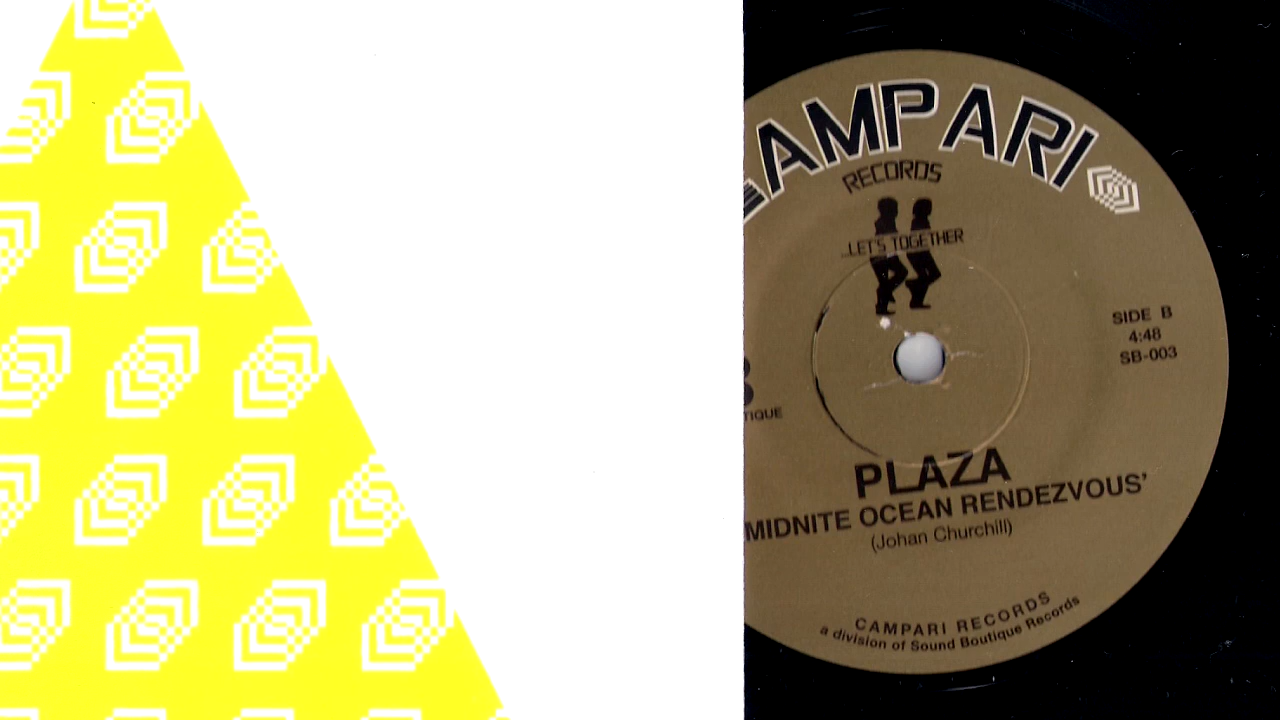 CAMPARI
RECORDS
...LET'S TOGETHER
SIDE B
4:48
SB-003
TIQUE
PLAZA
MIDNITE OCEAN RENDEZVOUS'
(Johan Churchill)
CAMPARI RECORDS
a division of Sound Boutique Records